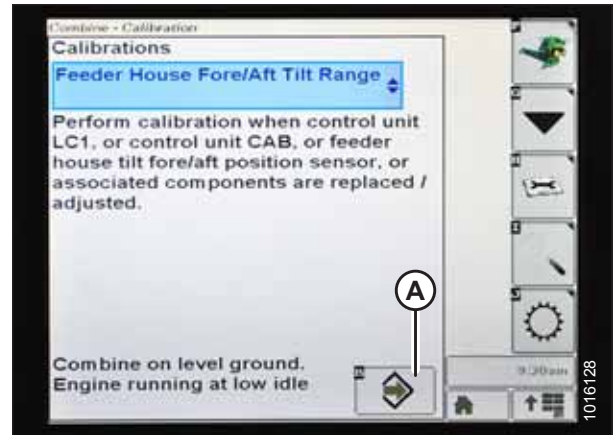 Combine - Calibration
Calibrations
Feeder House Fore/Aft Tilt Range
Perform calibration when control unit
LC1, or control unit CAB, or feeder
house tilt fore/aft position sensor, or
associated components are replaced /
adjusted.
A
Combine on level ground.
Engine running at low idle
9:20am
1016128